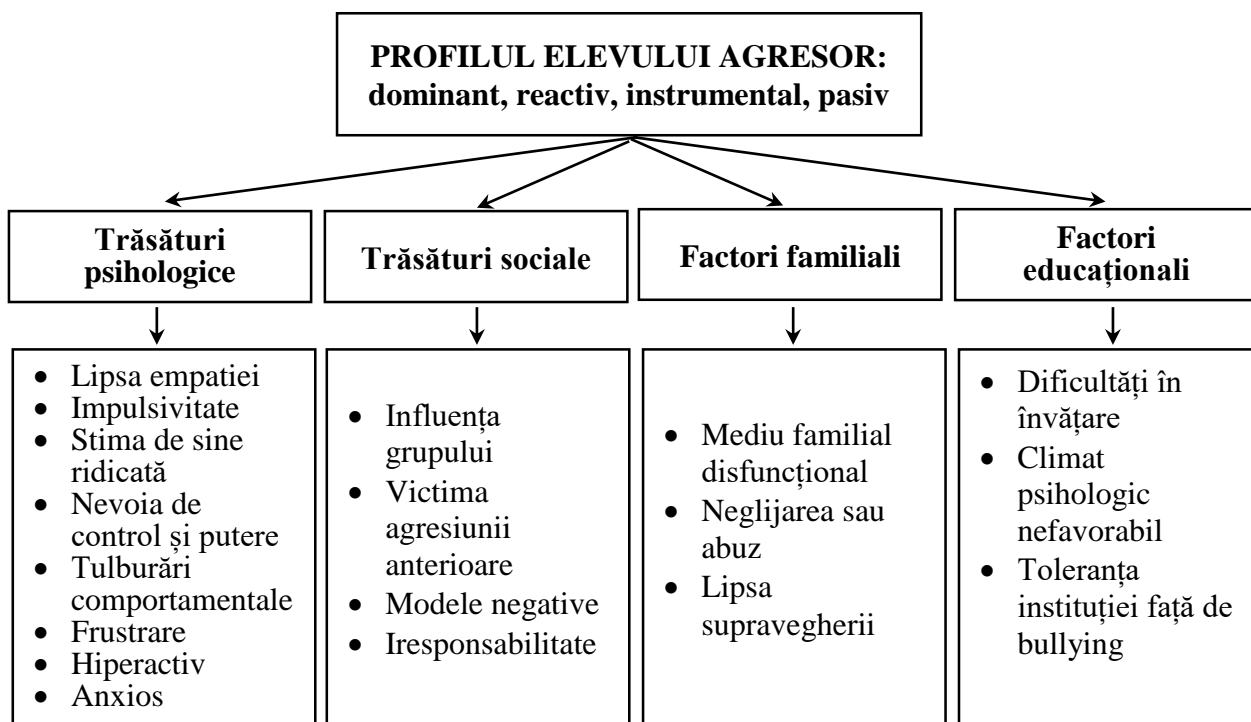 PROFILUL ELEVULUI AGRESOR:
dominant, reactiv, instrumental, pasiv
Trăsături
psihologice
Trăsături sociale
Factori familiali
Factori
educaționali
• Lipsa empatiei
• Impulsivitate
• Stima de sine
ridicată
• Nevoia de
control și putere
• Tulburări
comportamentale
• Frustrare
• Hiperactiv
• Anxios
• Influența
grupului
• Victima
agresiunii
anterioare
• Modele negative
• Iresponsabilitate
• Mediu familial
disfuncțional
• Neglijarea sau
abuz
• Lipsa
supravegherii
• Dificultăți în
învățare
• Climat
psihologic
nefavorabil
• Toleranța
instituției față de
bullying